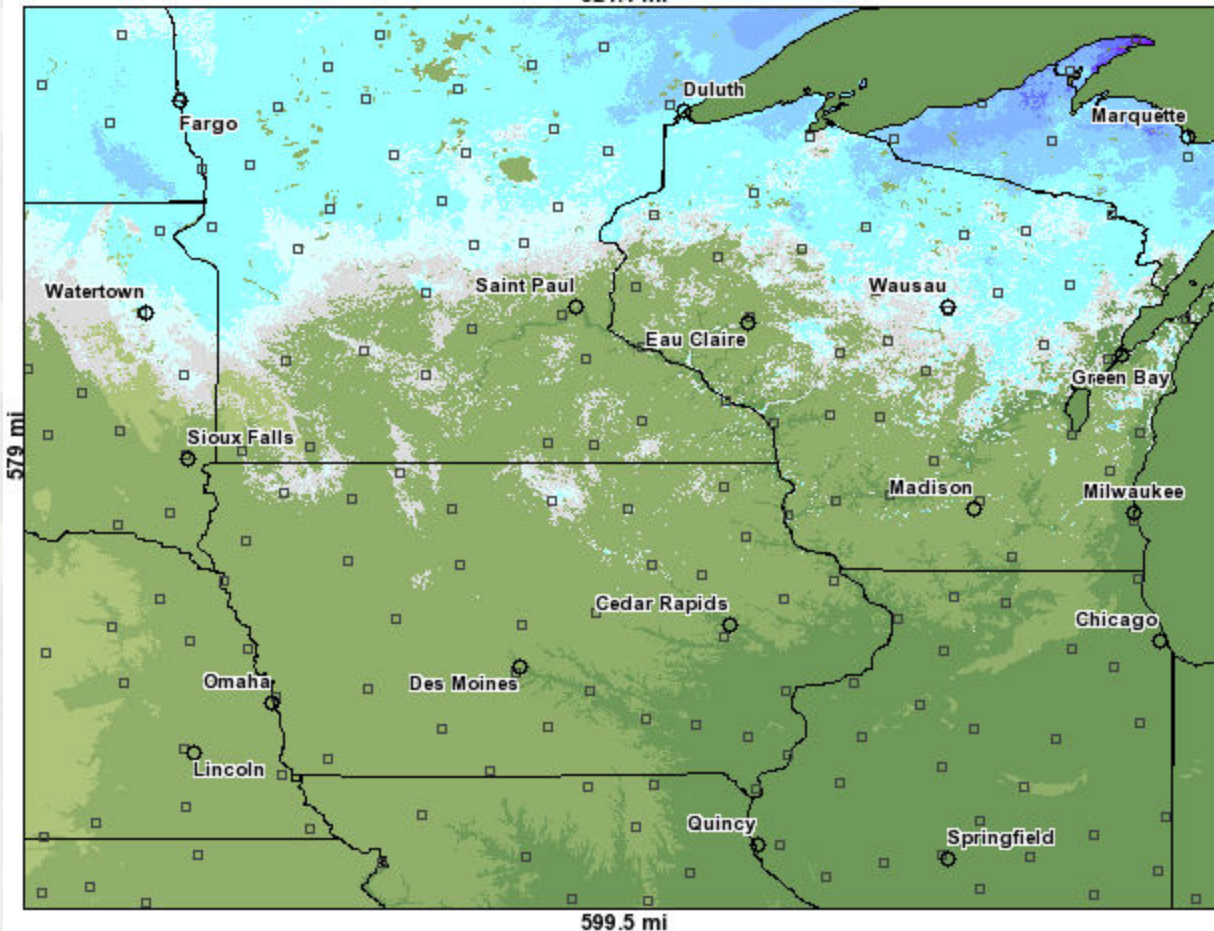 Duluth
Marquette
Fargo
Watertown
Saint Paul
Wausau
Eau Claire
Green Bay
579 mi
Sioux Falls
Madison
Milwaukee
Cedar Rapids
Chicago
Omaha
Des Moines
Lincoln
Quincy
Springfield
599.5 mi